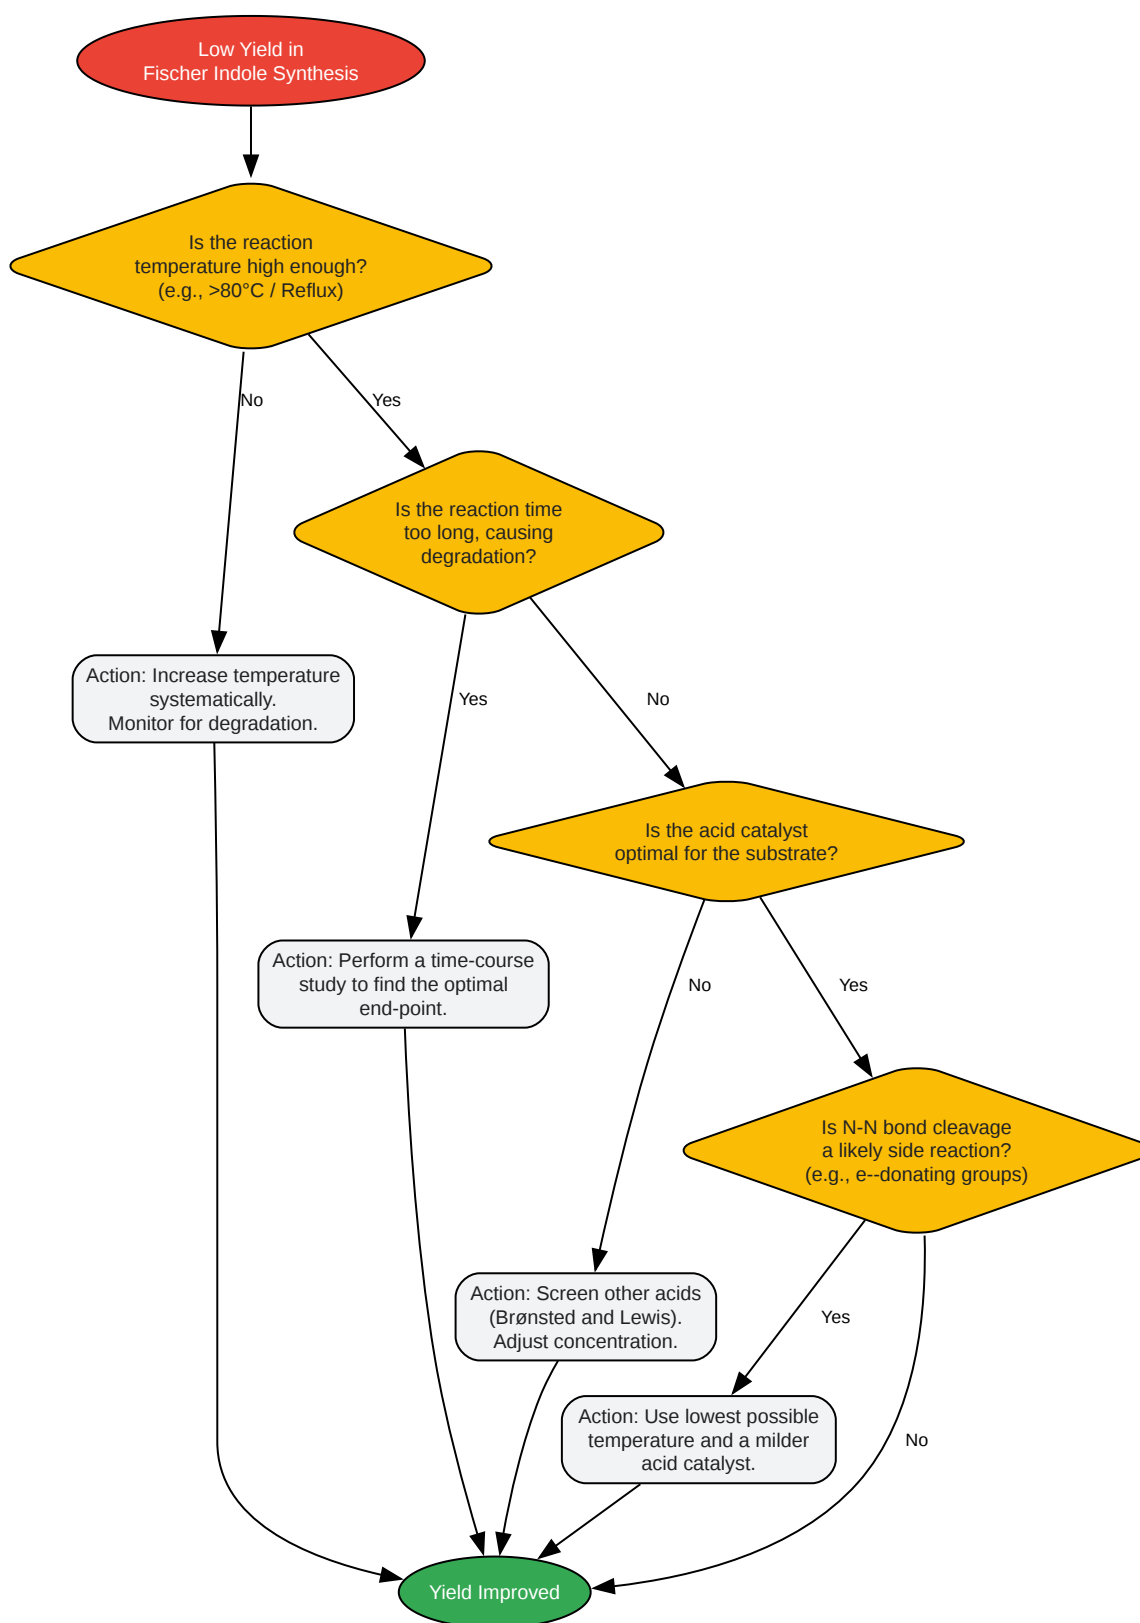 Low Yield in
Fischer Indole Synthesis
Is the reaction
temperature high enough?
(e.g., >80°C / Reflux)
No
Yes
Is the reaction time
too long, causing
degradation?
Action: Increase temperature
systematically.
Monitor for degradation.
Yes
No
Is the acid catalyst
optimal for the substrate?
Action: Perform a time-course
study to find the optimal
end-point.
No
Yes
Is N-N bond cleavage
a likely side reaction?
(e.g., e--donating groups)
Action: Screen other acids
(Brønsted and Lewis).
Adjust concentration.
Yes
No
Action: Use lowest possible
temperature and a milder
acid catalyst.
Yield Improved